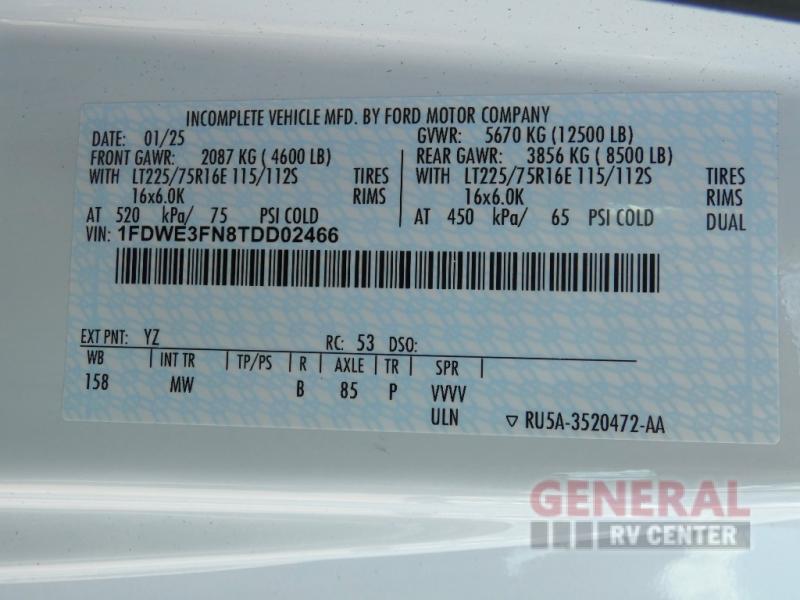 INCOMPLETE VEHICLE MFD. BY FORD MOTOR COMPANY
DATE: 01/25 GVWR: 5670 KG (12500 LB)
FRONT GAWR: 2087 KG ( 4600 LB) REAR GAWR: 3856 KG ( 8500 LB)
WITH LT225/75R16E 115/112S TIRES WITH LT225/75R16E 115/112S TIRES
16x6.0K RIMS 16x6.0K RIMS
AT 520 kPa/ 75 PSI COLD AT 450 kPa/ 65 PSI COLD DUAL
VIN: 1FDWE3FN8TDD02466
EXT PNT: YZ RC: 53 DSO:
WB INT TR TP/PS R AXLE TR SPR
158 MW B 85 P VVVV
ULN ▽ RU5A-3520472-AA
GENERAL
RV CENTER